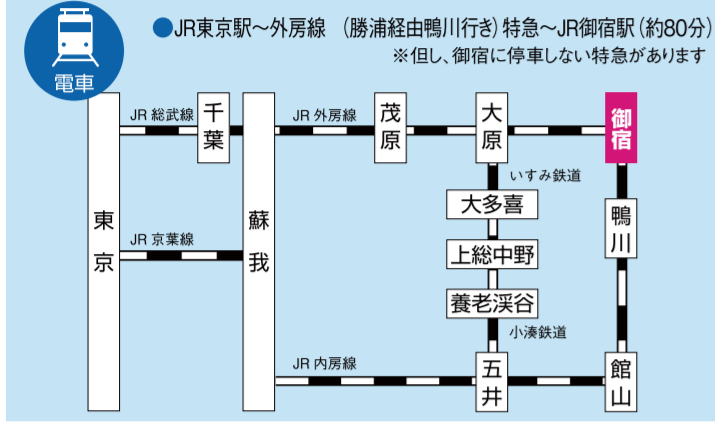 ●JR東京駅～外房線 （勝浦経由鴨川行き）特急～JR御宿駅（約80分）
※但し、御宿に停車しない特急があります
電車
JR 総武線
千葉
JR 外房線
茂原
大原
御宿
いすみ鉄道
大多喜
鴨川
東京
蘇我
JR 京葉線
上総中野
養老渓谷
小湊鉄道
JR 内房線
五井
館山